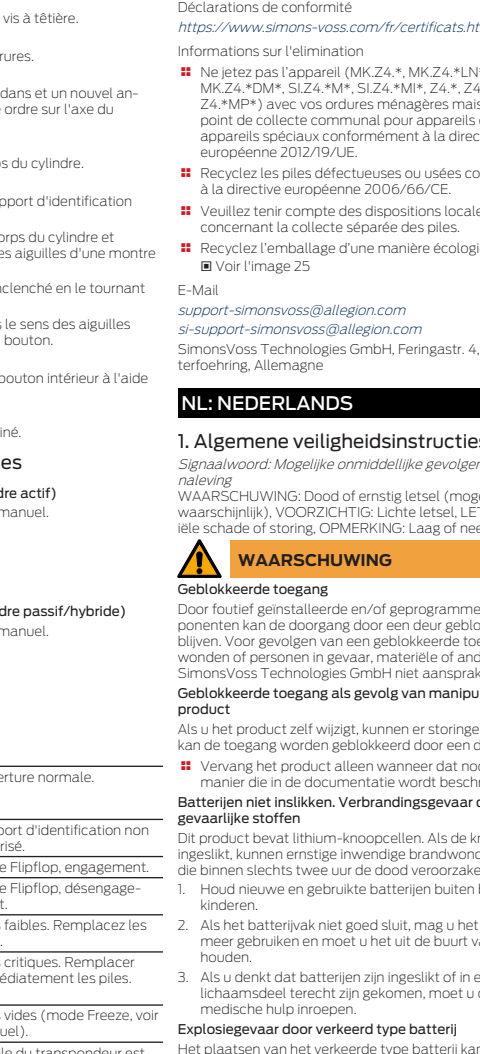 vis à têtière.
rures.
dans et un nouvel an-
ordre sur l'axe du
s du cylindre.
pport d'identification
orps du cylindre et
es aiguilles d'une montre
nclenché en le tournant
le sens des aiguilles
bouton.
outon intérieur à l'aide
iné.
es
dre actif)
manuel.
dre passif/hybride)
manuel.
erture normale.
port d'identification non
risé.
e Flipflop, engagement.
e Flipflop, désengage-
t.
faibles. Remplacez les
.
critiques. Remplacer
édiatement les piles.
vides (mode Freeze, voir
uel).
le du transpondeur est
Déclarations de conformité
https://www.simons-voss.com/fr/certificats.ht
Informations sur l'elimination
Ne jetez pas l'appareil (MK.Z4.*, MK.Z4.*LN*
MK.Z4.*DM*, SI.Z4.*M*, SI.Z4.*MI*, Z4.*, Z4
Z4.*MP*) avec vos ordures ménagères mais
point de collecte communal pour appareils
appareils spéciaux conformément à la direc
européenne 2012/19/UE.
Recyclez les piles défectueuses ou usées co
à la directive européenne 2006/66/CE.
Veuillez tenir compte des dispositions locale
concernant la collecte séparée des piles.
Recyclez l'emballage d'une manière écologi
▣ Voir l'image 25
E-Mail
support-simonsvoss@allegion.com
si-support-simonsvoss@allegion.com
SimonsVoss Technologies GmbH, Feringastr. 4,
terfoehring, Allemagne
NL: NEDERLANDS
1. Algemene veiligheidsinstructies
Signaalwoord: Mogelijke onmiddellijke gevolgen
naleving
WAARSCHUWING: Dood of ernstig letsel (moge
waarschijnlijk), VOORZICHTIG: Lichte letsel, LET
iële schade of storing, OPMERKING: Laag of nee
WAARSCHUWING
Geblokkeerde toegang
Door foutief geïnstalleerde en/of geprogramme
ponenten kan de doorgang door een deur geblo
blijven. Voor gevolgen van een geblokkeerde toe
wonden of personen in gevaar, materiële of and
SimonsVoss Technologies GmbH niet aansprak
Geblokkeerde toegang als gevolg van manipu
product
Als u het product zelf wijzigt, kunnen er storinge
kan de toegang worden geblokkeerd door een d
Vervang het product alleen wanneer dat noo
manier die in de documentatie wordt beschr
Batterijen niet inslikken. Verbrandingsgevaar d
gevaarlijke stoffen
Dit product bevat lithium-knoopcellen. Als de kn
ingeslikt, kunnen ernstige inwendige brandwond
die binnen slechts twee uur de dood veroorzake
1. Houd nieuwe en gebruikte batterijen buiten b
kinderen.
2. Als het batterijvak niet goed sluit, mag u het
meer gebruiken en moet u het uit de buurt va
houden.
3. Als u denkt dat batterijen zijn ingeslikt of in e
lichaamsdeel terecht zijn gekomen, moet u o
medische hulp inroepen.
Explosiegevaar door verkeerd type batterij
Het plaatsen van het verkeerde type batterij kan